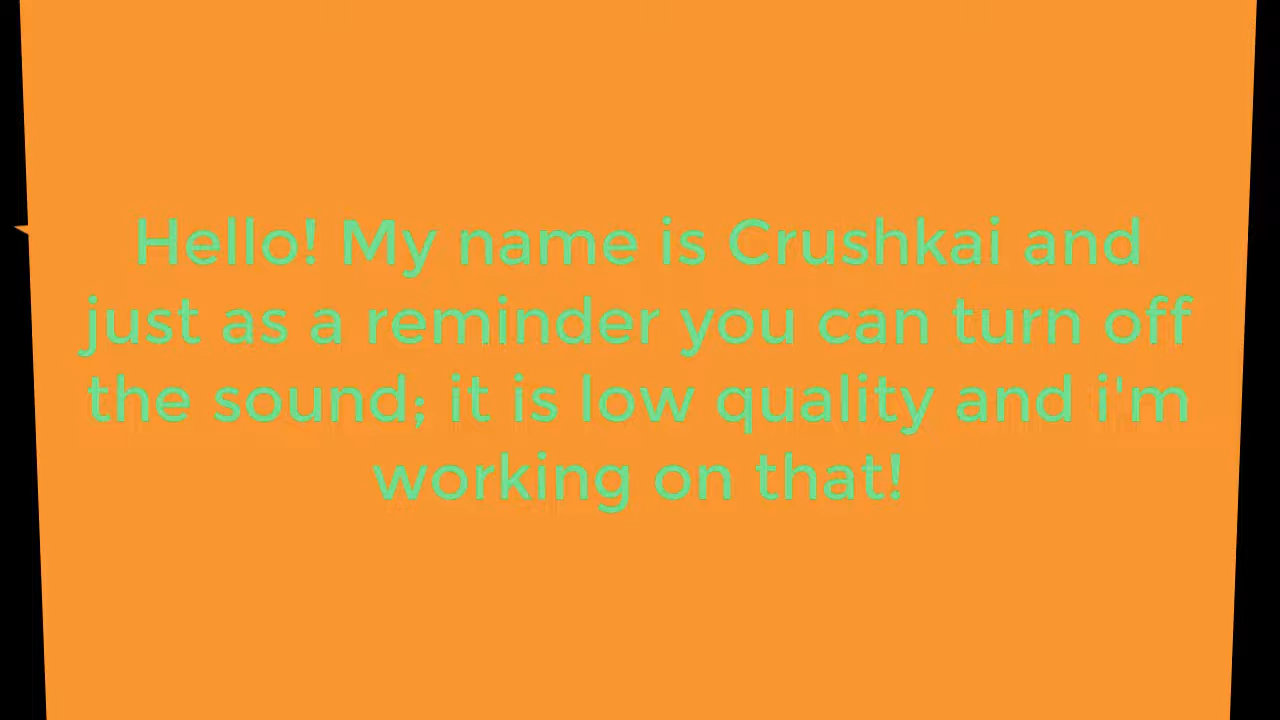 Hello! My name is Crushkai and
just as a reminder you can turn off
the sound; it is low quality and i'm
working on that!